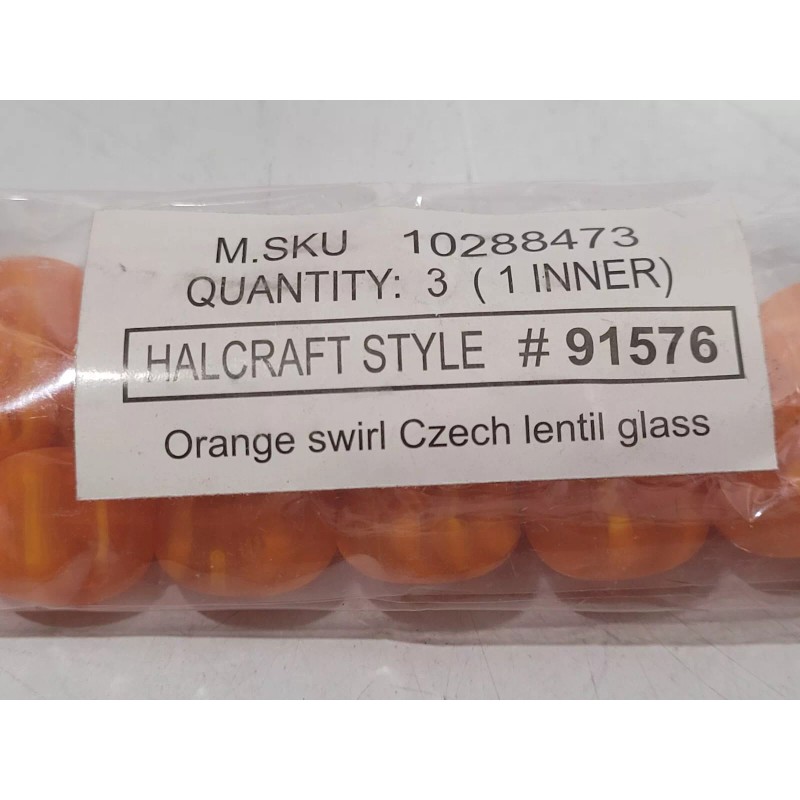 M.SKU 10288473
QUANTITY: 3 ( 1 INNER)
HALCRAFT STYLE # 91576
Orange swirl Czech lentil glass